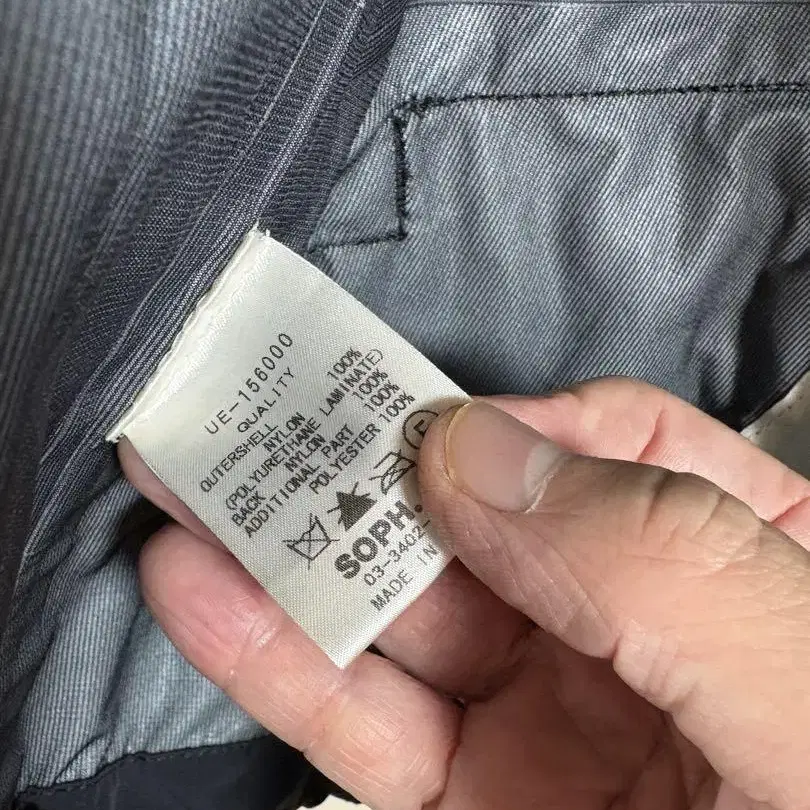 UE-156000
QUALITY
OUTERSHELL
NYLON 100%
(POLYURETHANE LAMINATE)
BACK NYLON 100%
ADDITIONAL PART 100%
POLYESTER 100%
F
SOPH.
03-3402-
MADE IN